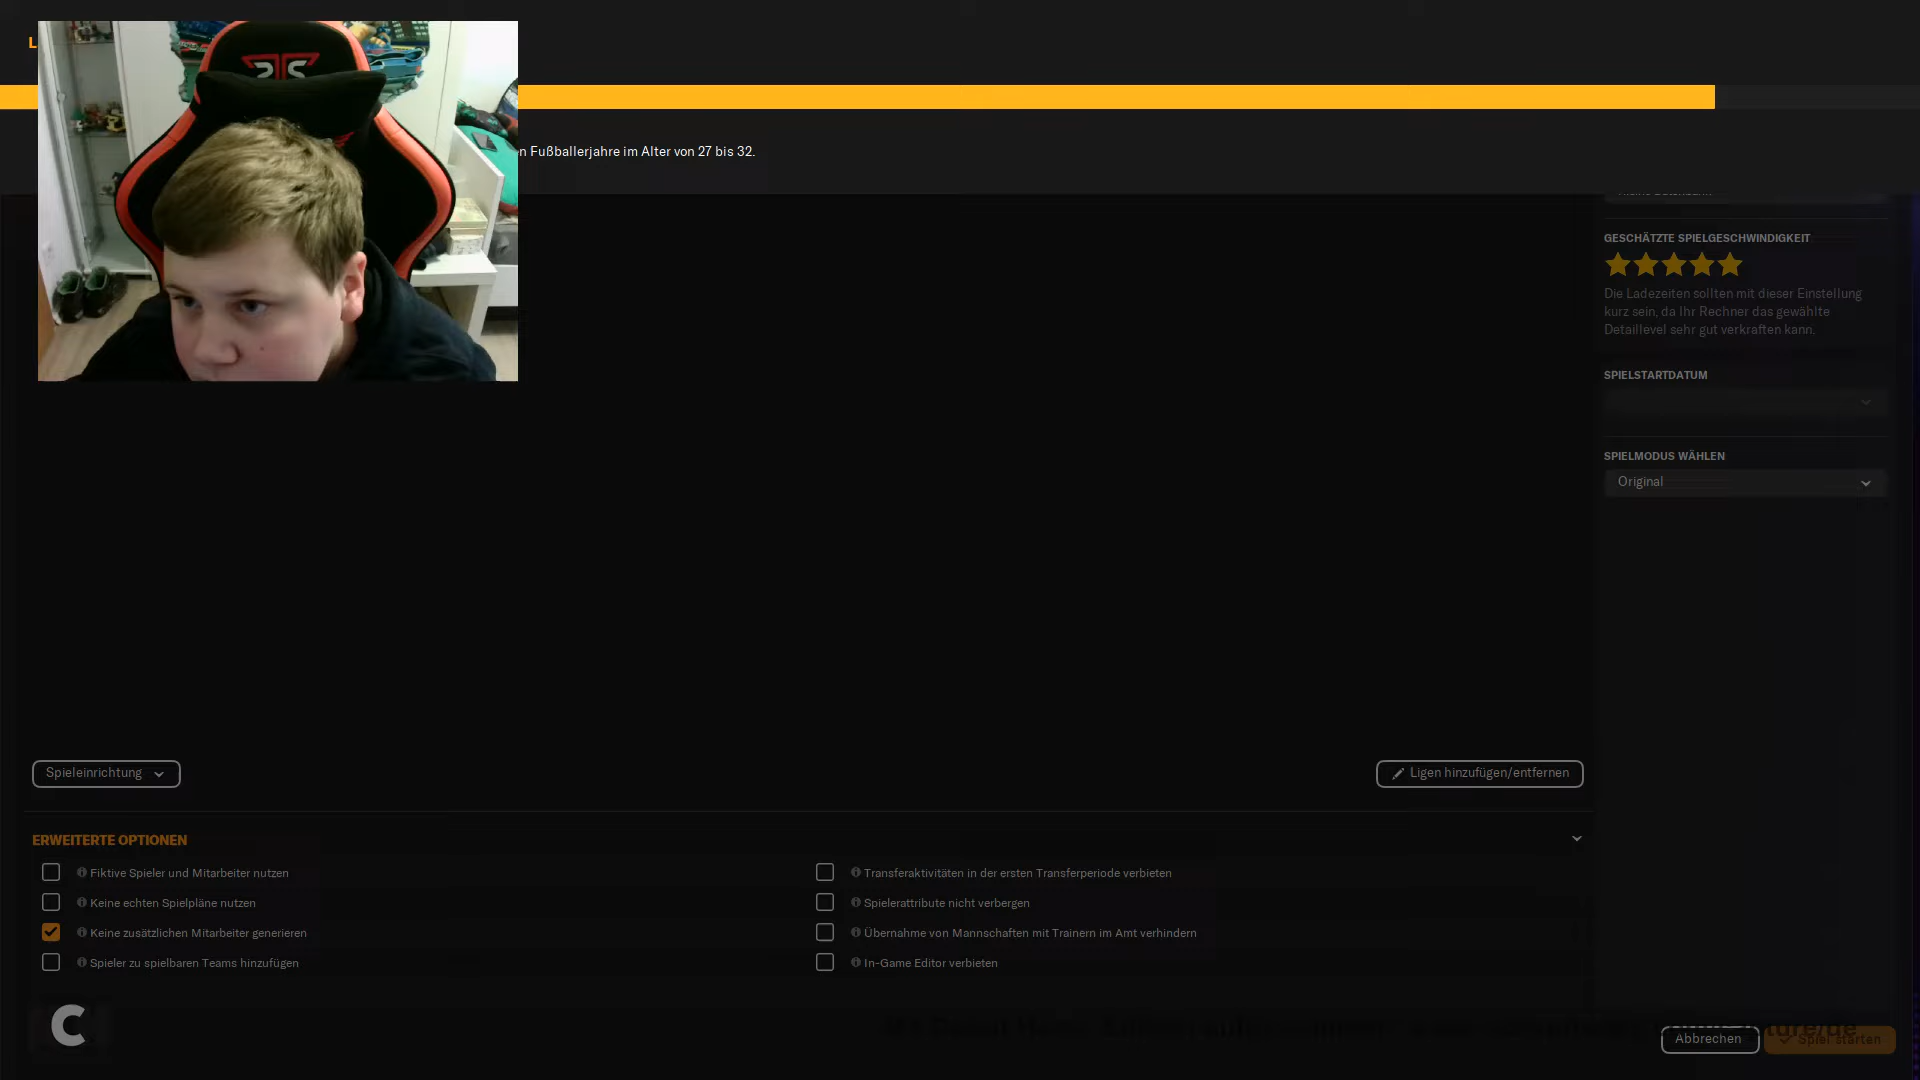 L
n Fußballerjahre im Alter von 27 bis 32.
GESCHÄTZTE SPIELGESCHWINDIGKEIT
Die Ladezeiten sollten mit dieser Einstellung
kurz sein, da Ihr Rechner das gewählte
Detaillevel sehr gut verkraften kann.
SPIELSTARTDATUM
SPIELMODUS WÄHLEN
Original
Spieleinrichtung
Ligen hinzufügen/entfernen
ERWEITERTE OPTIONEN
Fiktive Spieler und Mitarbeiter nutzen
Transferaktivitäten in der ersten Transferperiode verbieten
Keine echten Spielpläne nutzen
Spielerattribute nicht verbergen
Keine zusätzlichen Mitarbeiter generieren
Übernahme von Mannschaften mit Trainern im Amt verhindern
Spieler zu spielbaren Teams hinzufügen
In-Game Editor verbieten
C
Abbrechen
Spiel starten